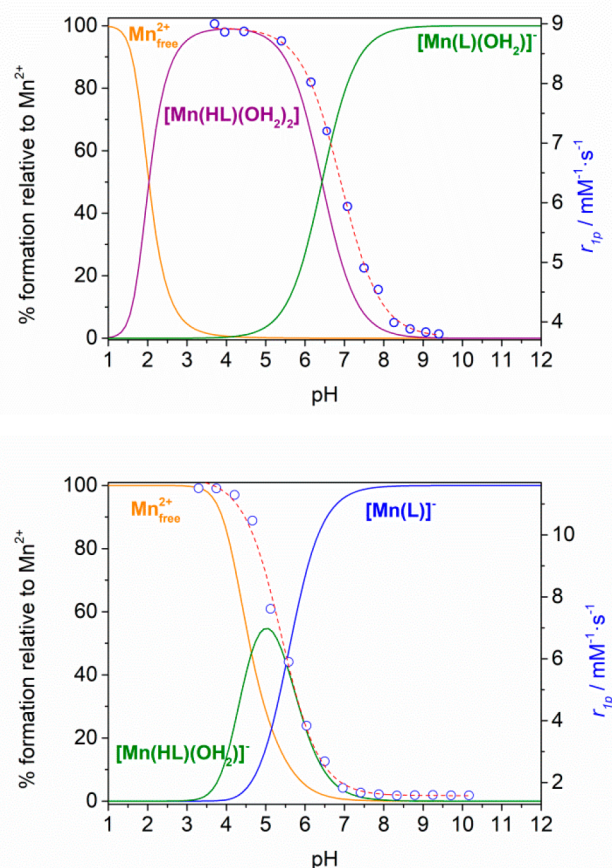 100
80
60
40
20
0
% formation relative to Mn²⁺
Mn²⁺free
[Mn(HL)(OH₂)₂]
[Mn(L)(OH₂)]⁻
9
8
7
6
5
4
r₁ₚ / mM⁻¹·s⁻¹
1 2 3 4 5 6 7 8 9 10 11 12
pH
100
80
60
40
20
0
% formation relative to Mn²⁺
Mn²⁺free
[Mn(L)]⁻
[Mn(HL)(OH₂)]⁻
10
8
6
4
2
r₁ₚ / mM⁻¹·s⁻¹
1 2 3 4 5 6 7 8 9 10 11 12
pH